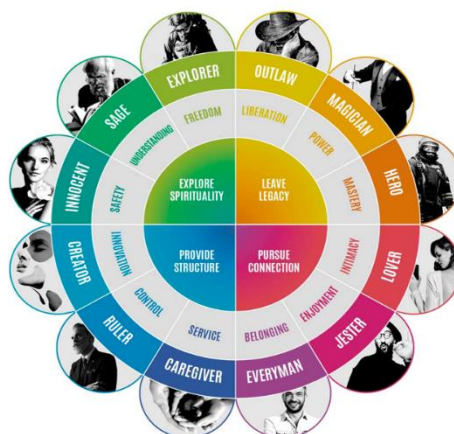 EXPLORER
OUTLAW
MAGICIAN
HERO
LOVER
JESTER
EVERYMAN
CAREGIVER
RULER
CREATOR
INNOCENT
SAGE
FREEDOM
LIBERATION
POWER
MASTERY
INTIMACY
ENJOYMENT
BELONGING
SERVICE
CONTROL
INNOVATION
SAFETY
UNDERSTANDING
EXPLORE
SPIRITUALITY
LEAVE
LEGACY
PROVIDE
STRUCTURE
PURSUE
CONNECTION